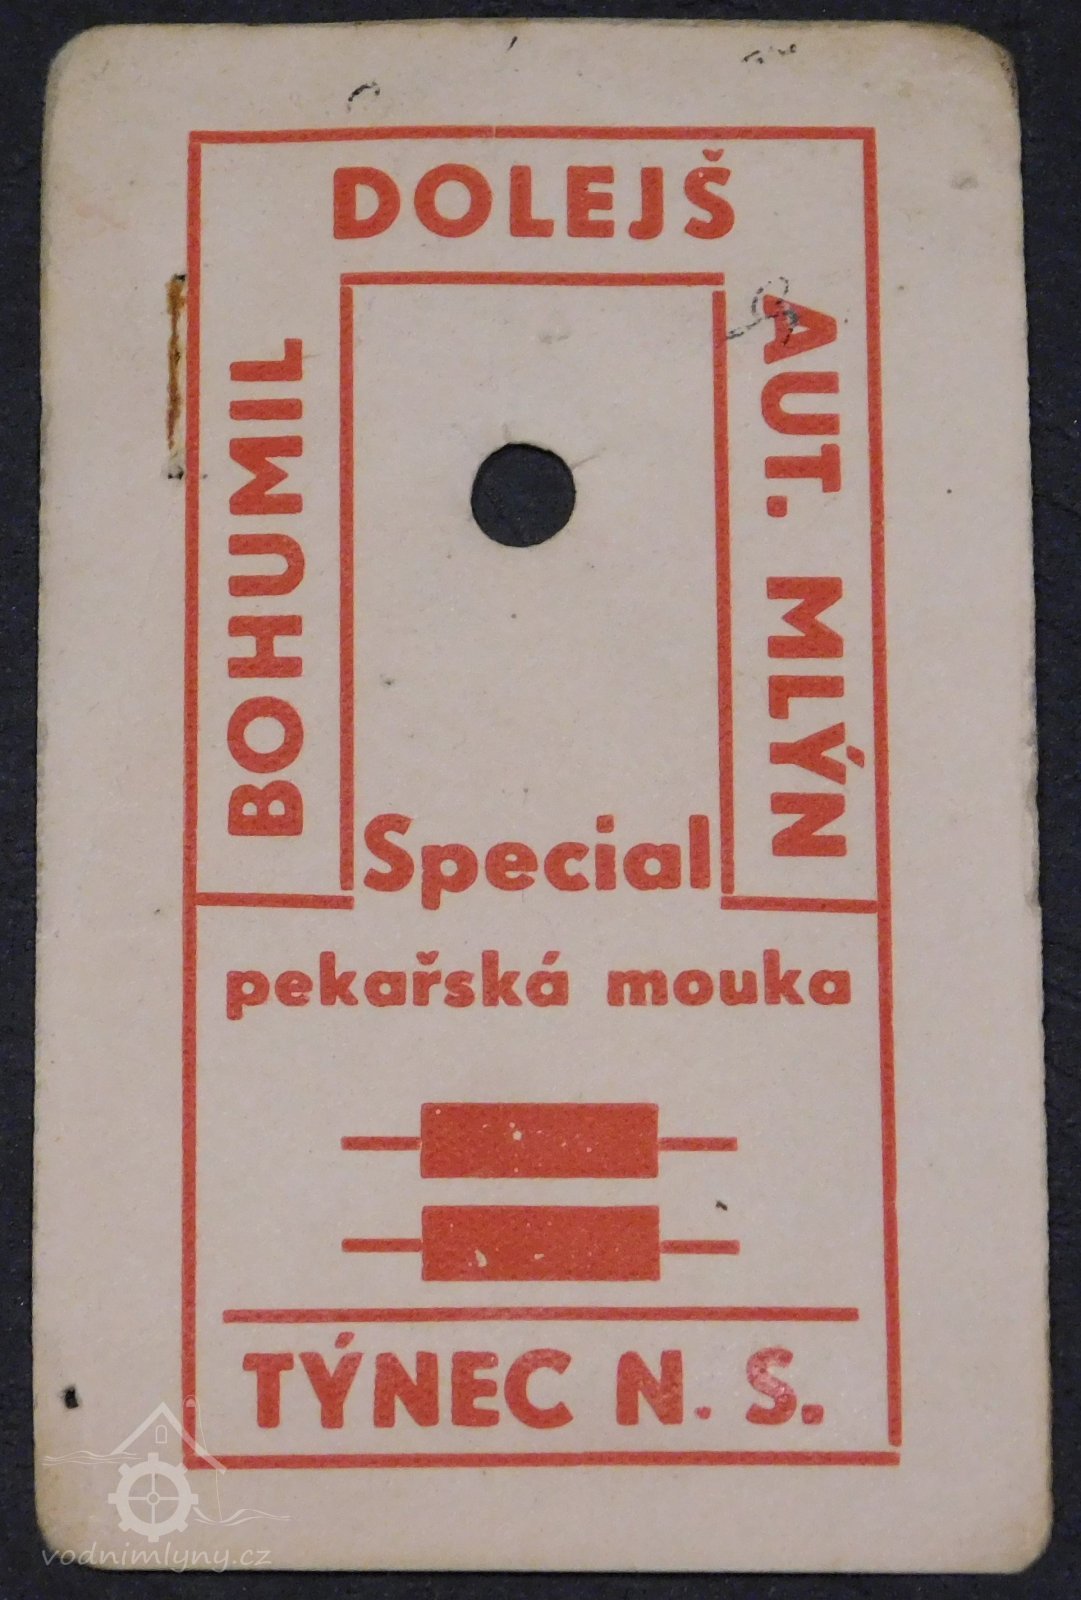 BOHUMIL
DOLEJŠ
AUT. MLÝN
Special
pekařská mouka
TÝNEC N. S.
vodnimlyny.cz